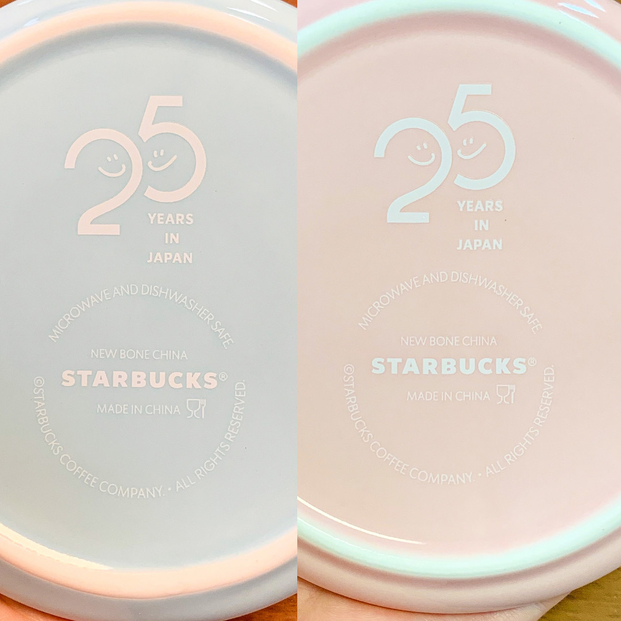 25
YEARS
IN
JAPAN
MICROWAVE AND DISHWASHER SAFE
NEW BONE CHINA
STARBUCKS®
MADE IN CHINA
©STARBUCKS COFFEE COMPANY. • ALL RIGHTS RESERVED.
25
YEARS
IN
JAPAN
MICROWAVE AND DISHWASHER SAFE
NEW BONE CHINA
STARBUCKS®
MADE IN CHINA
©STARBUCKS COFFEE COMPANY. • ALL RIGHTS RESERVED.